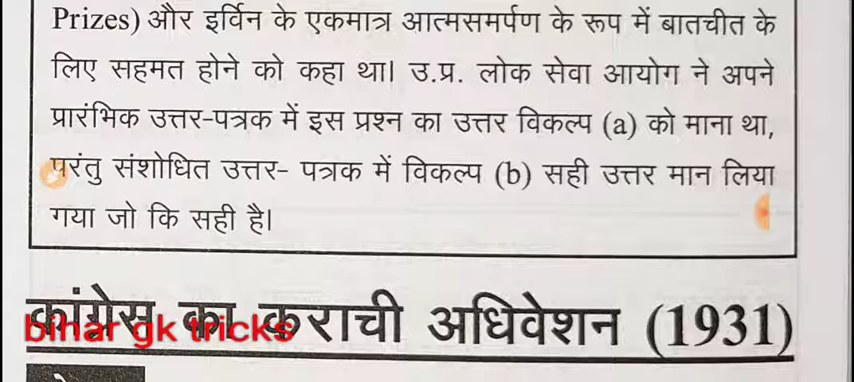 Prizes) और इर्विन के एकमात्र आत्मसमर्पण के रूप में बातचीत के
लिए सहमत होने को कहा था। उ.प्र. लोक सेवा आयोग ने अपने
प्रारंभिक उत्तर-पत्रक में इस प्रश्न का उत्तर विकल्प (a) को माना था,
परंतु संशोधित उत्तर- पत्रक में विकल्प (b) सही उत्तर मान लिया
गया जो कि सही है।
कांग्रेस का कराची अधिवेशन (1931)
bihar gk tricks